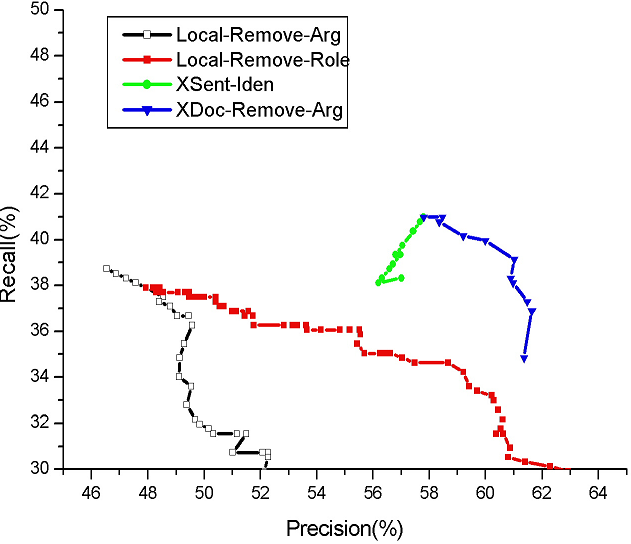 50
48
46
44
42
40
38
36
34
32
30
Recall(%)
Local-Remove-Arg
Local-Remove-Role
XSent-Iden
XDoc-Remove-Arg
46 48 50 52 54 56 58 60 62 64
Precision(%)